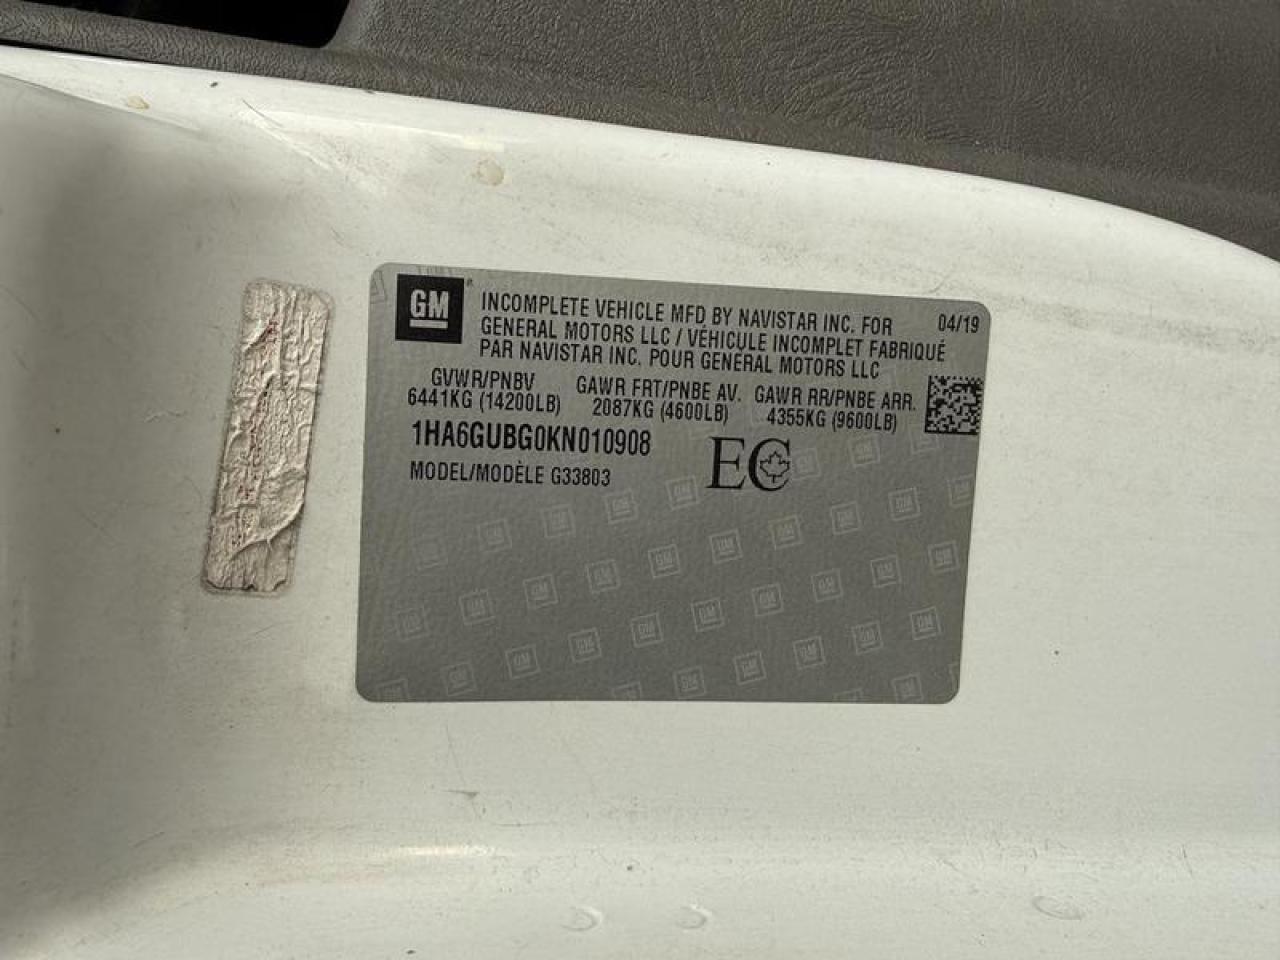 GM
INCOMPLETE VEHICLE MFD BY NAVISTAR INC. FOR
GENERAL MOTORS LLC / VÉHICULE INCOMPLET FABRIQUÉ
PAR NAVISTAR INC. POUR GENERAL MOTORS LLC
04/19
GVWR/PNBV GAWR FRT/PNBE AV. GAWR RR/PNBE ARR.
6441KG (14200LB) 2087KG (4600LB) 4355KG (9600LB)
1HA6GUBG0KN010908
MODEL/MODÈLE G33803
EC